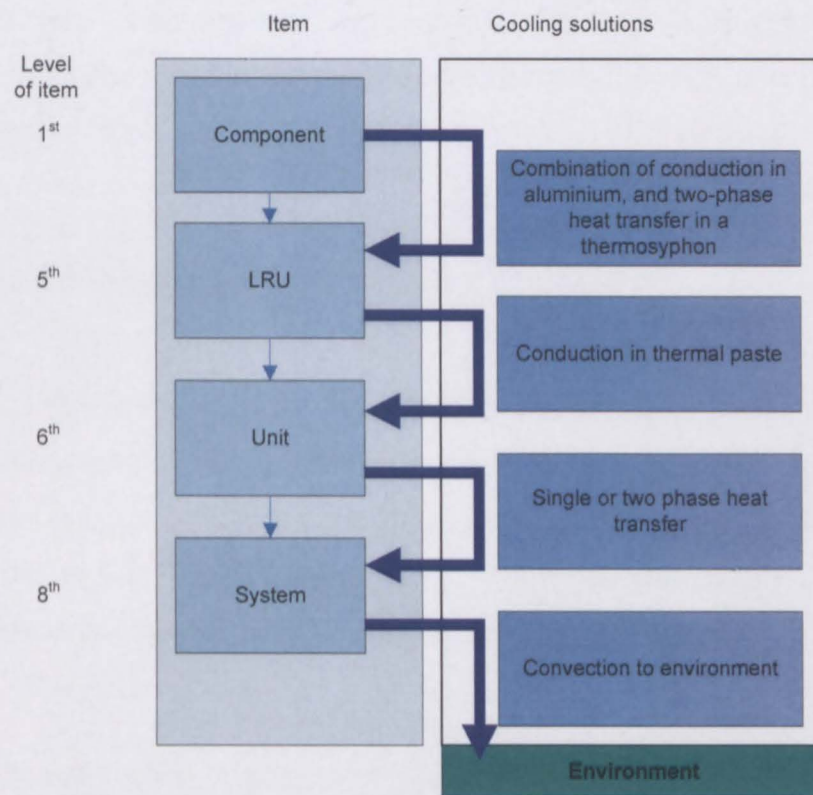 Item
Cooling solutions
Level
of item
1st
Component
Combination of conduction in
aluminium, and two-phase
heat transfer in a
thermosyphon
5th
LRU
Conduction in thermal paste
6th
Unit
Single or two phase heat
transfer
8th
System
Convection to environment
Environment